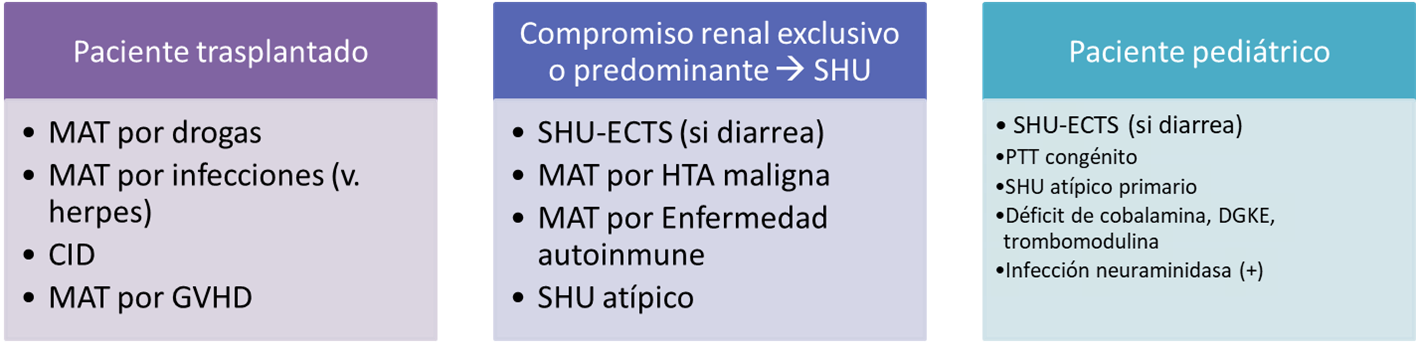 Paciente trasplantado
• MAT por drogas
• MAT por infecciones (v.
herpes)
• CID
• MAT por GVHD
Compromiso renal exclusivo
o predominante → SHU
• SHU-ECTS (si diarrea)
• MAT por HTA maligna
• MAT por Enfermedad
autoinmune
• SHU atípico
Paciente pediátrico
• SHU-ECTS (si diarrea)
•PTT congénito
•SHU atípico primario
•Déficit de cobalamina, DGKE,
trombomodulina
•Infección neuraminidasa (+)